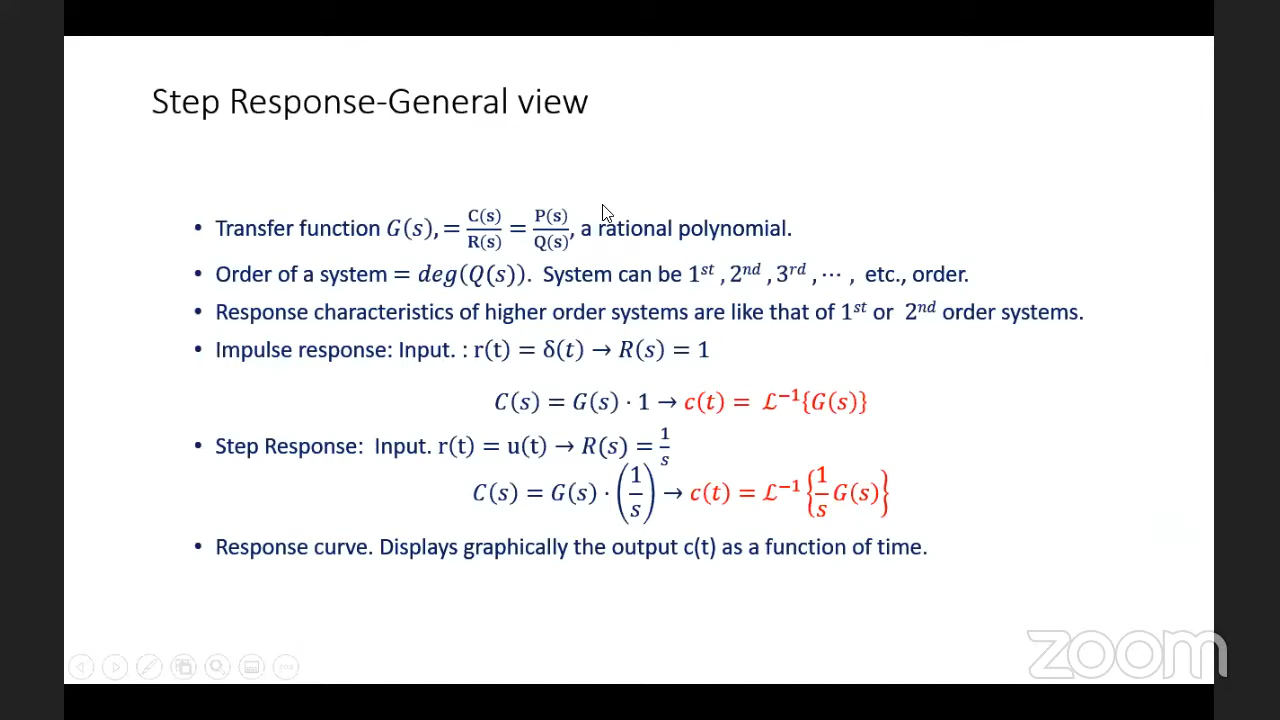 Step Response-General view
• Transfer function G(s), = C(s)/R(s) = P(s)/Q(s), a rational polynomial.
• Order of a system = deg(Q(s)). System can be 1ˢᵗ , 2ⁿᵈ , 3ʳᵈ , ⋯ , etc., order.
• Response characteristics of higher order systems are like that of 1ˢᵗ or 2ⁿᵈ order systems.
• Impulse response: Input. : r(t) = δ(t) → R(s) = 1
C(s) = G(s) · 1 → c(t) = ℒ⁻¹{G(s)}
• Step Response: Input. r(t) = u(t) → R(s) = 1/s
C(s) = G(s) · (1/s) → c(t) = ℒ⁻¹{1/s G(s)}
• Response curve. Displays graphically the output c(t) as a function of time.
zoom